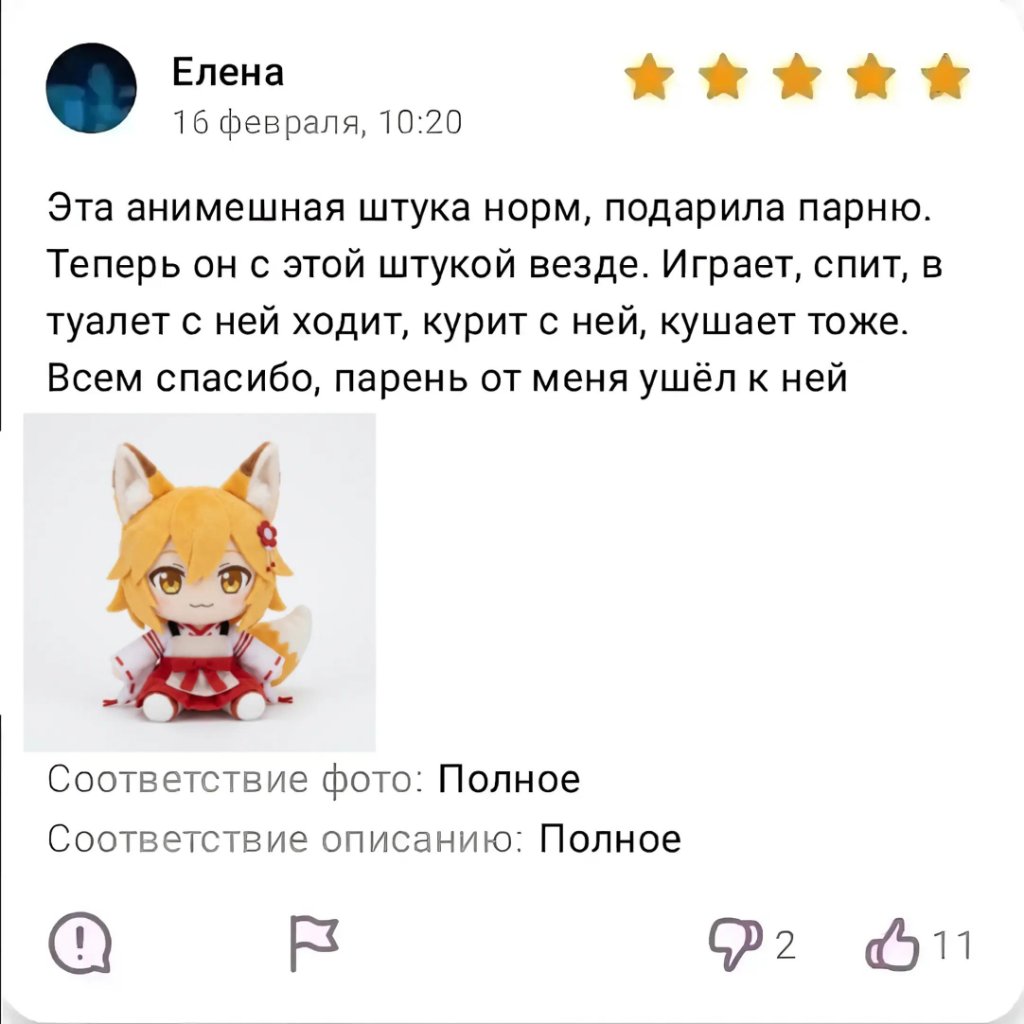 Елена
16 февраля, 10:20
Эта анимешная штука норм, подарила парню.
Теперь он с этой штукой везде. Играет, спит, в
туалет с ней ходит, курит с ней, кушает тоже.
Всем спасибо, парень от меня ушёл к ней
Соответствие фото: Полное
Соответствие описанию: Полное
2
11